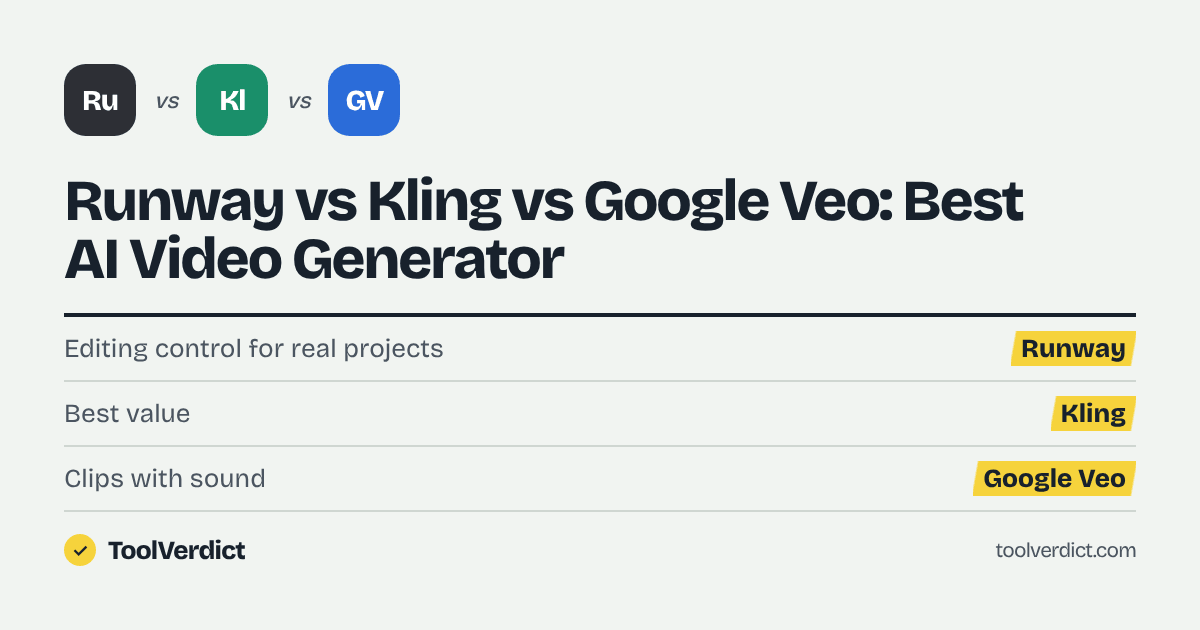 Ru vs Kl vs GV
Runway vs Kling vs Google Veo: Best
AI Video Generator
Editing control for real projects Runway
Best value Kling
Clips with sound Google Veo
ToolVerdict toolverdict.com